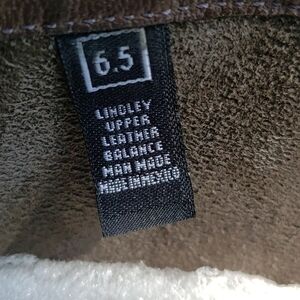 6.5
LINDLEY
UPPER
LEATHER
BALANCE
MAN MADE
MADE IN MEXICO